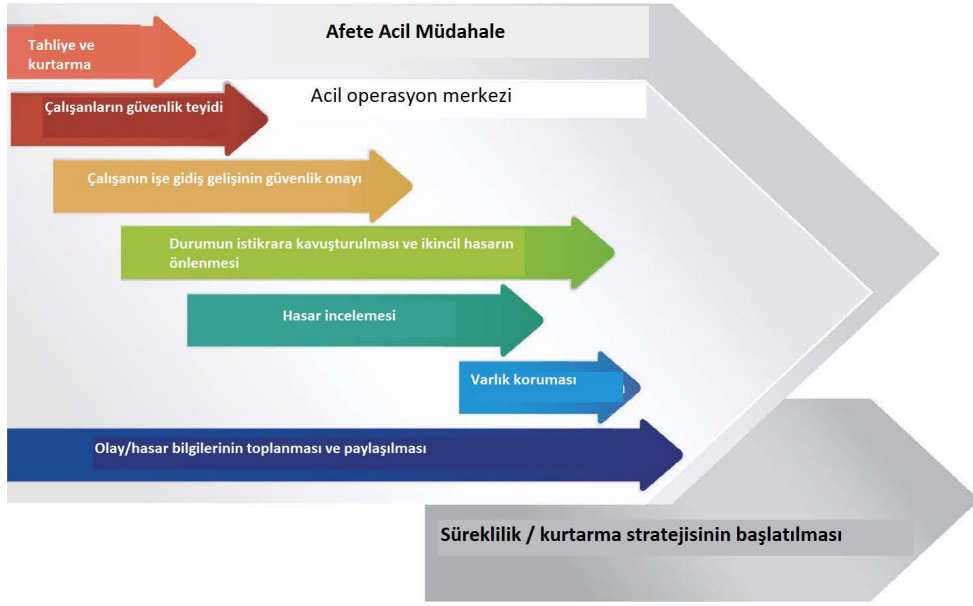 Afete Acil Müdahale
Tahliye ve
kurtarma
Acil operasyon merkezi
Çalışanların güvenlik teyidi
Çalışanın işe gidiş gelişinin güvenlik onayı
Durumun istikrara kavuşturulması ve ikincil hasarın
önlenmesi
Hasar incelemesi
Varlık koruması
Olay/hasar bilgilerinin toplanması ve paylaşılması
Süreklilik / kurtarma stratejisinin başlatılması